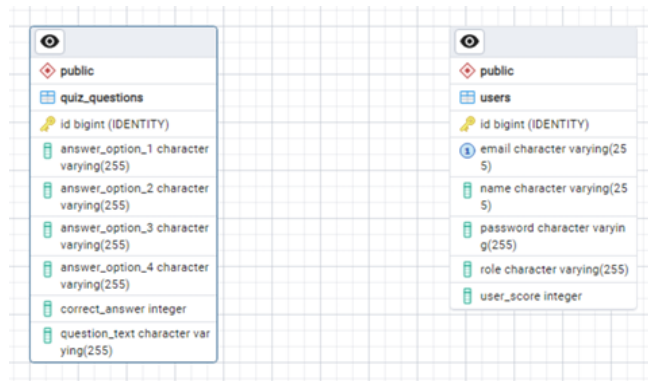 public
quiz_questions
id bigint (IDENTITY)
answer_option_1 character
varying(255)
answer_option_2 character
varying(255)
answer_option_3 character
varying(255)
answer_option_4 character
varying(255)
correct_answer integer
question_text character var
ying(255)
public
users
id bigint (IDENTITY)
1 email character varying(25
5)
name character varying(25
5)
password character varyin
g(255)
role character varying(255)
user_score integer